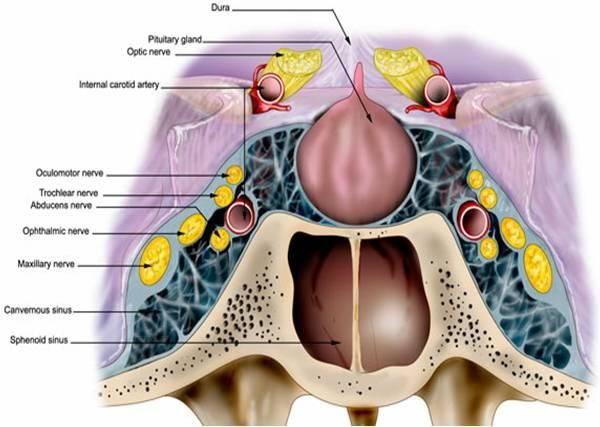 Dura
Pituitary gland
Optic nerve
Internal carotid artery
Oculomotor nerve
Trochlear nerve
Abducens nerve
Ophthalmic nerve
Maxillary nerve
Canvernous sinus
Sphenoid sinus